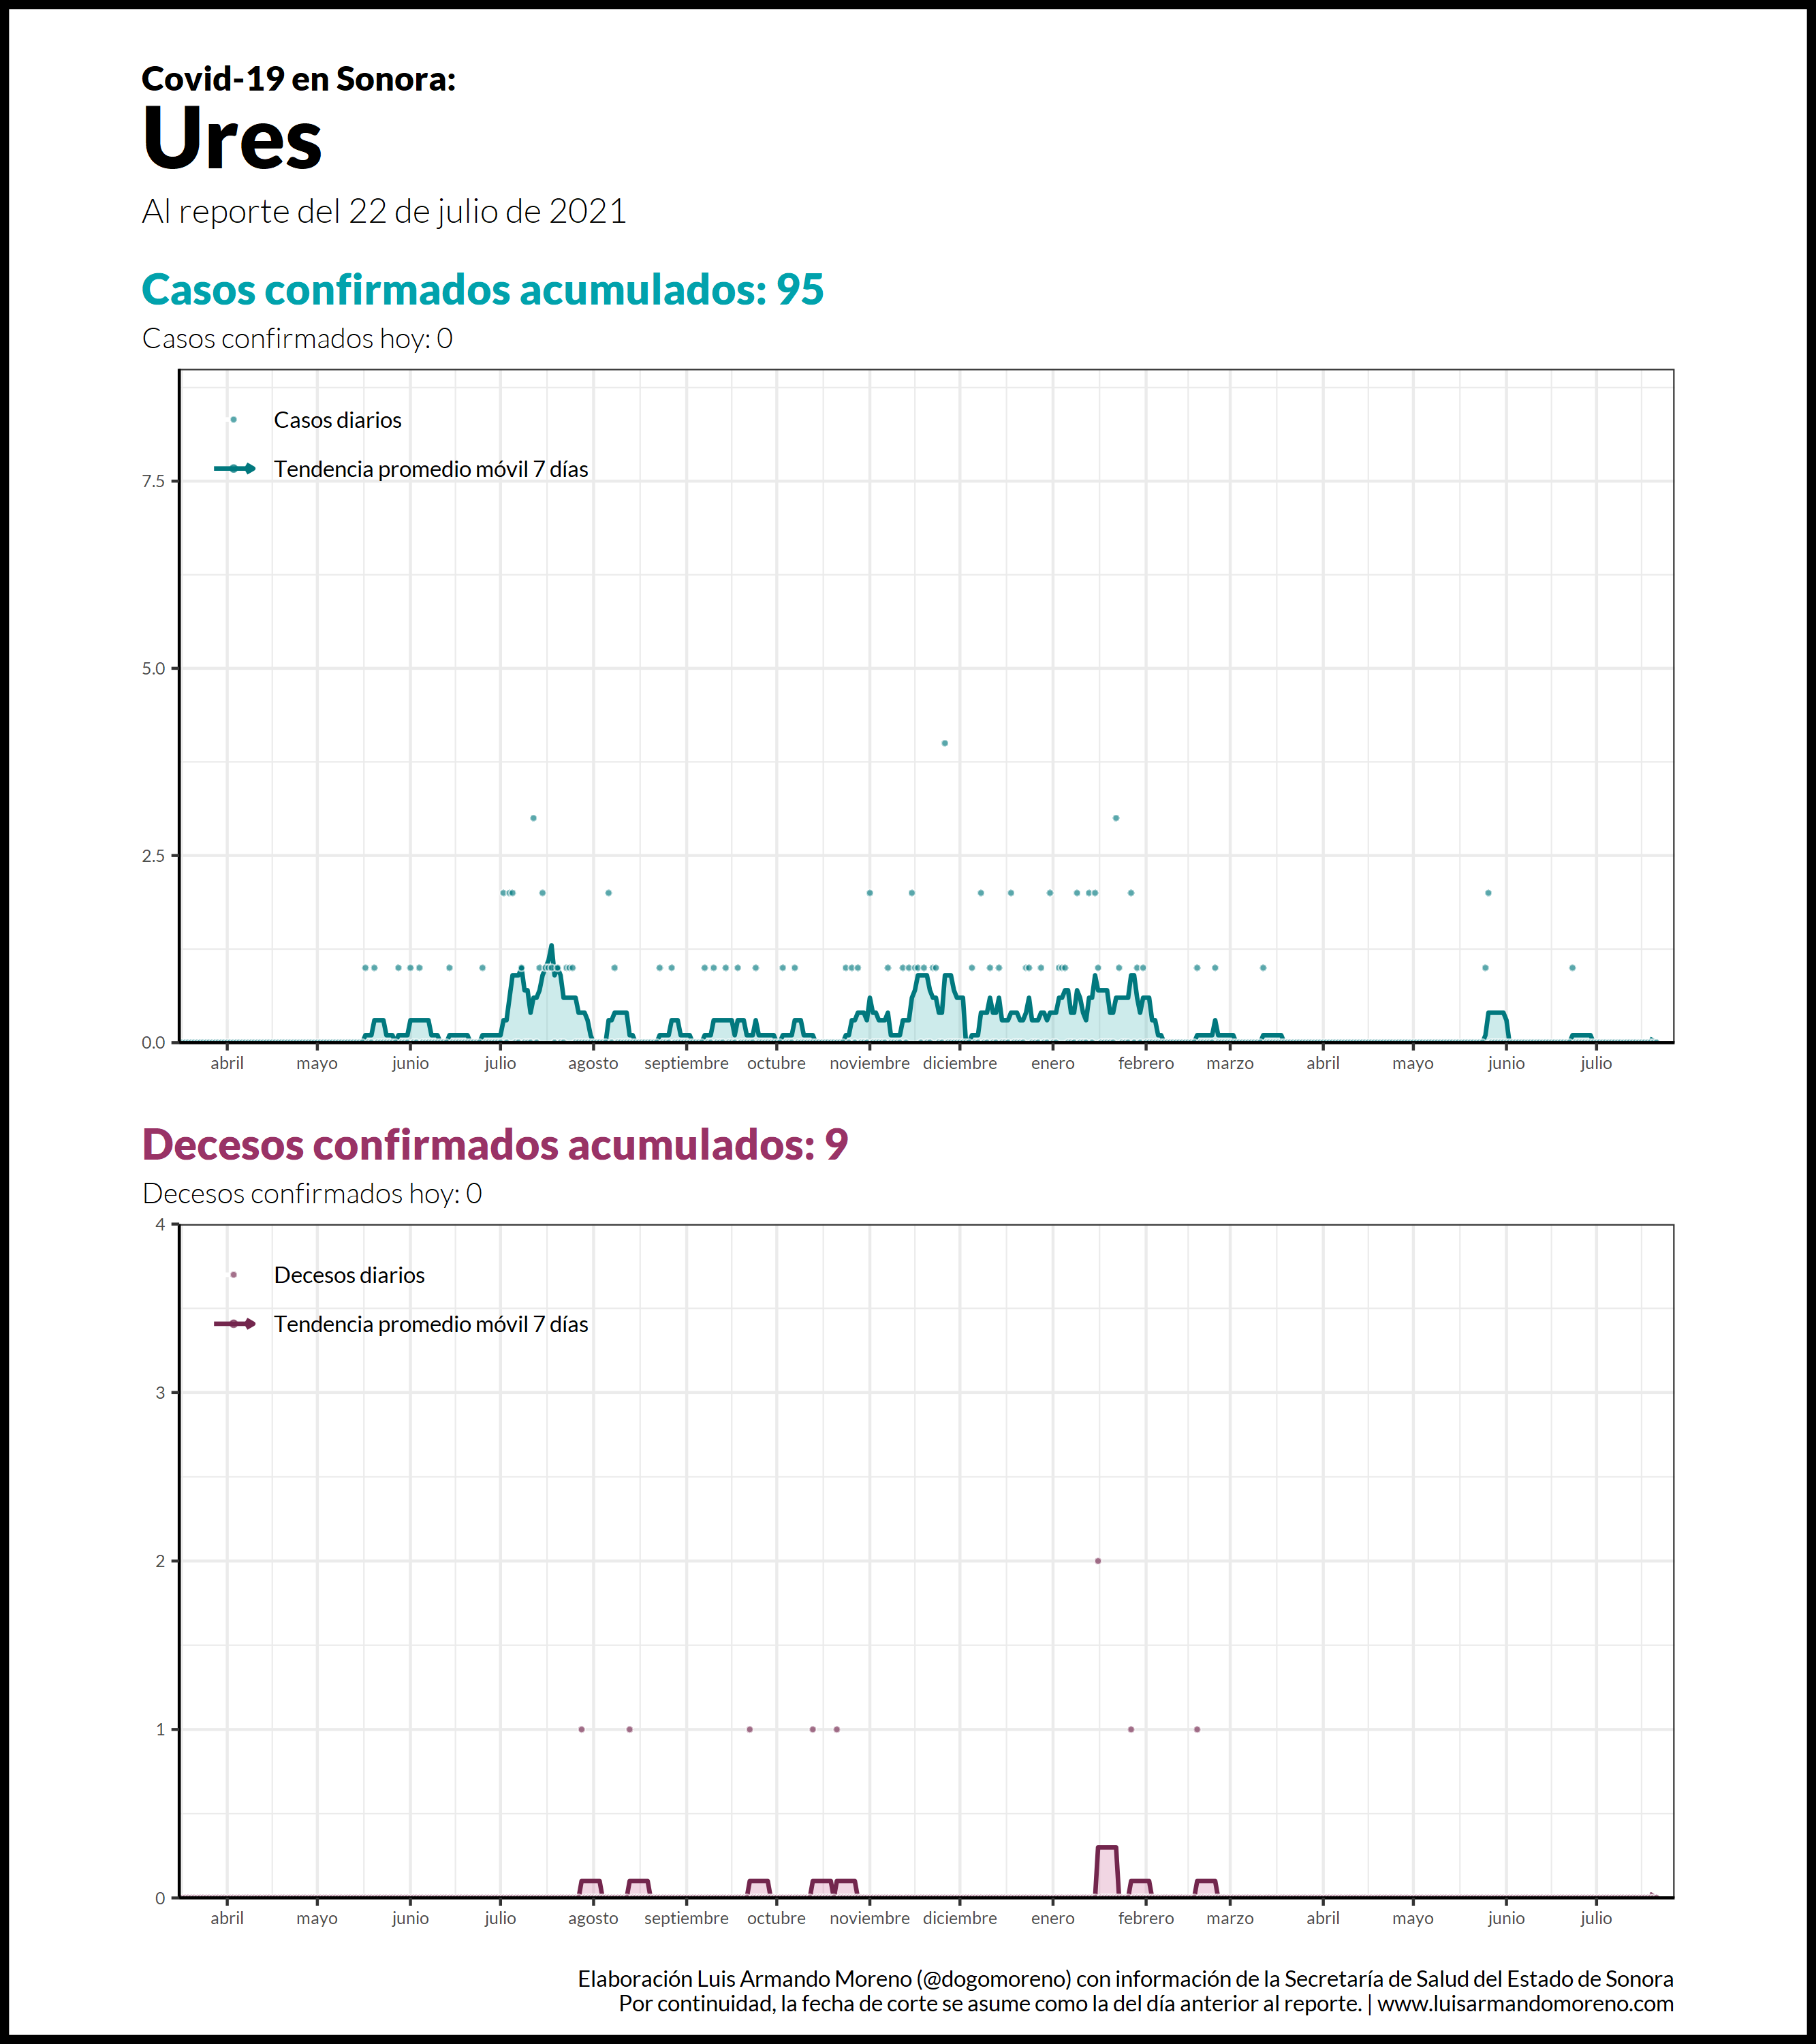 Covid-19 en Sonora:
Ures
Al reporte del 22 de julio de 2021
Casos confirmados acumulados: 95
Casos confirmados hoy: 0
Casos diarios
Tendencia promedio móvil 7 días
7.5
5.0
2.5
0.0
abril mayo junio julio agosto septiembre octubre noviembre diciembre enero febrero marzo abril mayo junio julio
Decesos confirmados acumulados: 9
Decesos confirmados hoy: 0
4
Decesos diarios
Tendencia promedio móvil 7 días
3
2
1
0
abril mayo junio julio agosto septiembre octubre noviembre diciembre enero febrero marzo abril mayo junio julio
Elaboración Luis Armando Moreno (@dogomoreno) con información de la Secretaría de Salud del Estado de Sonora
Por continuidad, la fecha de corte se asume como la del día anterior al reporte. | www.luisarmandomoreno.com